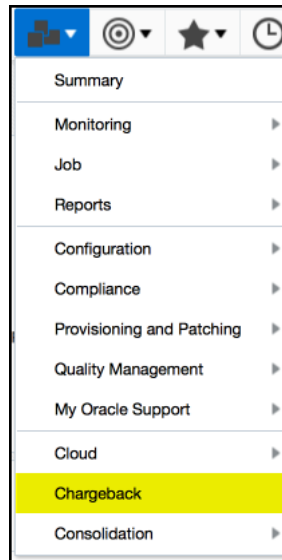 Summary
Monitoring
Job
Reports
Configuration
Compliance
Provisioning and Patching
Quality Management
My Oracle Support
Cloud
Chargeback
Consolidation